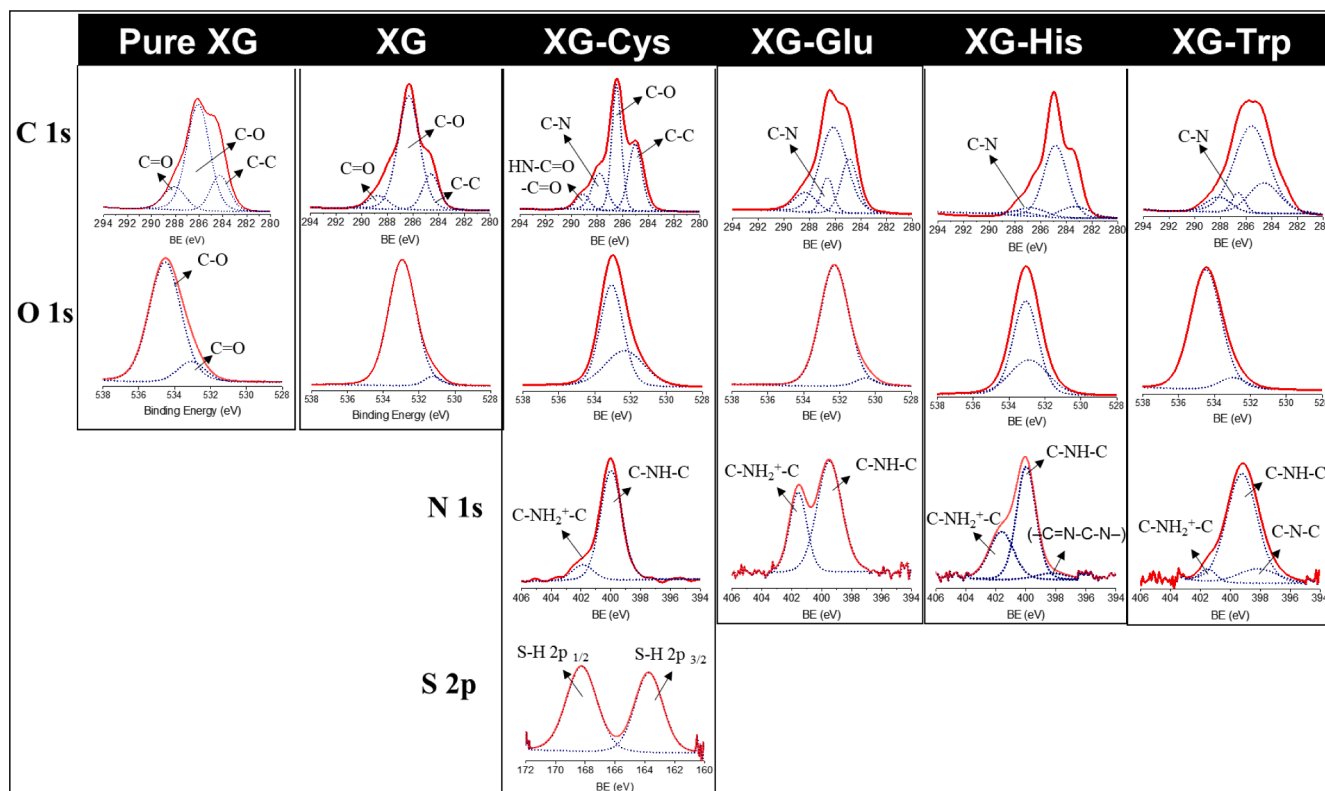 Pure XG XG XG-Cys XG-Glu XG-His XG-Trp
C 1s
C=O
C-O
C-C
294 292 290 288 286 284 282 280
BE (eV)
C=O
C-O
C-C
294 292 290 288 286 284 282 280
BE (eV)
C-O
C-N
C-C
HN-C=O
-C=O
294 292 290 288 286 284 282 280
BE (eV)
C-N
294 292 290 288 286 284 282 280
BE (eV)
C-N
294 292 290 288 286 284 282 280
BE (eV)
C-N
294 292 290 288 286 284 282 280
BE (eV)
O 1s
C-O
C=O
538 536 534 532 530 528
Binding Energy (eV)
538 536 534 532 530 528
Binding Energy (eV)
538 536 534 532 530 528
BE (eV)
538 536 534 532 530 528
BE (eV)
538 536 534 532 530 528
BE (eV)
538 536 534 532 530 528
BE (eV)
N 1s
C-NH-C
C-NH₂⁺-C
406 404 402 400 398 396 394
BE (eV)
C-NH₂⁺-C
C-NH-C
406 404 402 400 398 396 394
BE (eV)
C-NH-C
C-NH₂⁺-C
(–C=N-C-N–)
406 404 402 400 398 396 394
BE (eV)
C-NH-C
C-NH₂⁺-C
C-N-C
406 404 402 400 398 396 394
BE (eV)
S 2p
S-H 2p 1/2
S-H 2p 3/2
172 170 168 166 164 162 160
BE (eV)